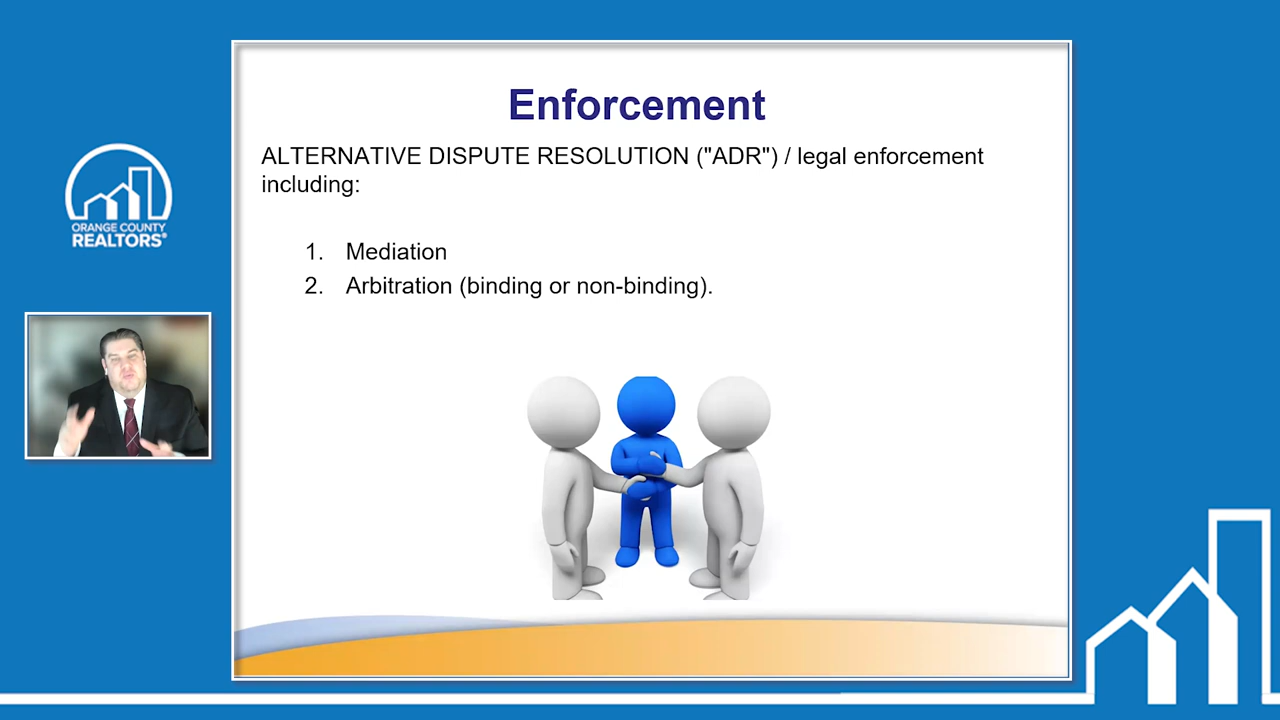 Enforcement
ALTERNATIVE DISPUTE RESOLUTION ("ADR") / legal enforcement
including:
1. Mediation
2. Arbitration (binding or non-binding).
ORANGE COUNTY
REALTORS®